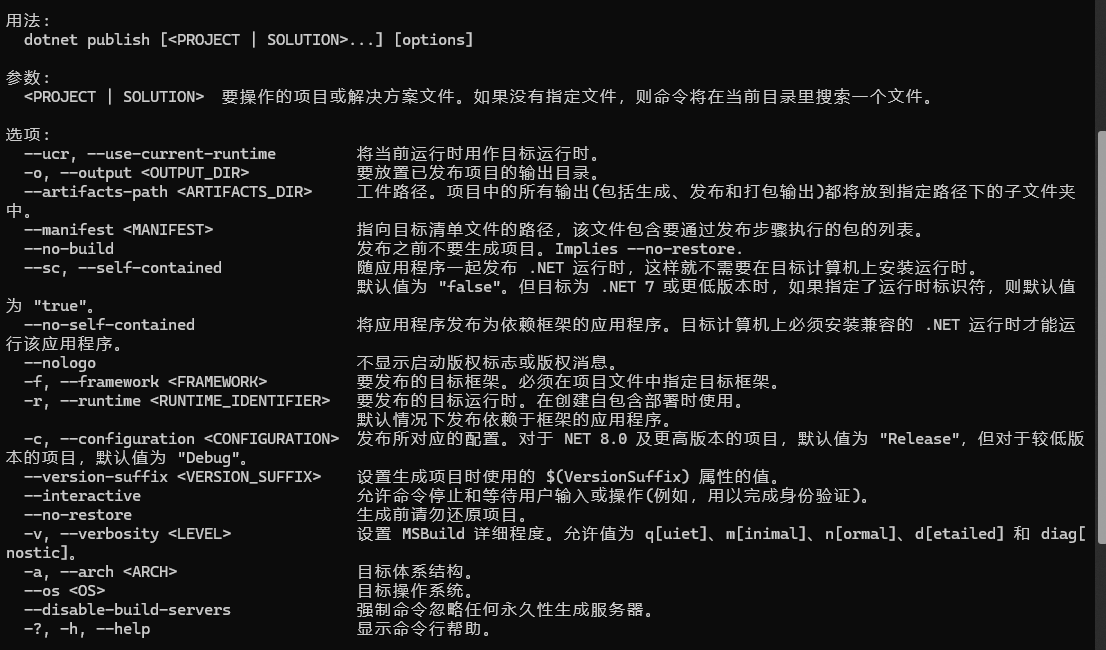 用法:
  dotnet publish [<PROJECT | SOLUTION>...] [options]
参数:
  <PROJECT | SOLUTION>  要操作的项目或解决方案文件。如果没有指定文件，则命令将在当前目录里搜索一个文件。
选项:
  --ucr, --use-current-runtime         将当前运行时用作目标运行时。
  -o, --output <OUTPUT_DIR>            要放置已发布项目的输出目录。
  --artifacts-path <ARTIFACTS_DIR>     工件路径。项目中的所有输出(包括生成、发布和打包输出)都将放到指定路径下的子文件夹
中。
  --manifest <MANIFEST>                指向目标清单文件的路径，该文件包含要通过发布步骤执行的包的列表。
  --no-build                           发布之前不要生成项目。Implies --no-restore.
  --sc, --self-contained               随应用程序一起发布 .NET 运行时，这样就不需要在目标计算机上安装运行时。
                                       默认值为 "false"。但目标为 .NET 7 或更低版本时，如果指定了运行时标识符，则默认值
为 "true"。
  --no-self-contained                  将应用程序发布为依赖框架的应用程序。目标计算机上必须安装兼容的 .NET 运行时才能运
行该应用程序。
  --nologo                             不显示启动版权标志或版权消息。
  -f, --framework <FRAMEWORK>          要发布的目标框架。必须在项目文件中指定目标框架。
  -r, --runtime <RUNTIME_IDENTIFIER>   要发布的目标运行时。在创建自包含部署时使用。
                                       默认情况下发布依赖于框架的应用程序。
  -c, --configuration <CONFIGURATION>  发布所对应的配置。对于 NET 8.0 及更高版本的项目，默认值为 "Release"，但对于较低版
本的项目，默认值为 "Debug"。
  --version-suffix <VERSION_SUFFIX>    设置生成项目时使用的 $(VersionSuffix) 属性的值。
  --interactive                        允许命令停止和等待用户输入或操作(例如，用以完成身份验证)。
  --no-restore                         生成前请勿还原项目。
  -v, --verbosity <LEVEL>              设置 MSBuild 详细程度。允许值为 q[uiet]、m[inimal]、n[ormal]、d[etailed] 和 diag[
nostic]。
  -a, --arch <ARCH>                    目标体系结构。
  --os <OS>                            目标操作系统。
  --disable-build-servers              强制命令忽略任何永久性生成服务器。
  -?, -h, --help                       显示命令行帮助。